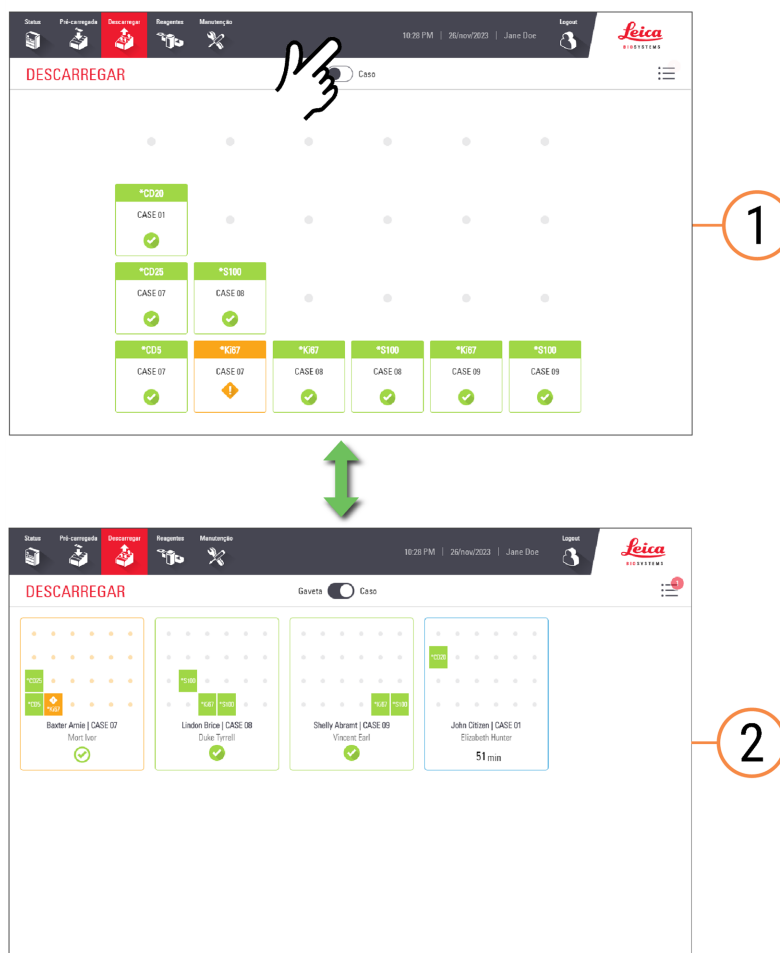 Status Pré-carregada Descarregar Reagentes Manutenção Logout
10:28 PM | 26/nov/2023 | Jane Doe
Leica
BIOSYSTEMS
DESCARREGAR
Caso
*CD20
CASE 01
*CD25 *S100
CASE 07 CASE 08
*CD5 *Ki67 *Ki67 *S100 *Ki67 *S100
CASE 07 CASE 07 CASE 08 CASE 08 CASE 09 CASE 09
1
Status Pré-carregada Descarregar Reagentes Manutenção Logout
10:28 PM | 26/nov/2023 | Jane Doe
Leica
BIOSYSTEMS
DESCARREGAR
Gaveta Caso
1
*CD25 *S100 *CD20
*CD5 *Ki67 *Ki67 *S100 *Ki67 *S100
Baxter Arnie | CASE 07 Lindon Brice | CASE 08 Shelly Abramt | CASE 09 John Citizen | CASE 01
Mort Ivor Duke Tyrell Vincent Earl Elizabeth Hunter
51 min
2